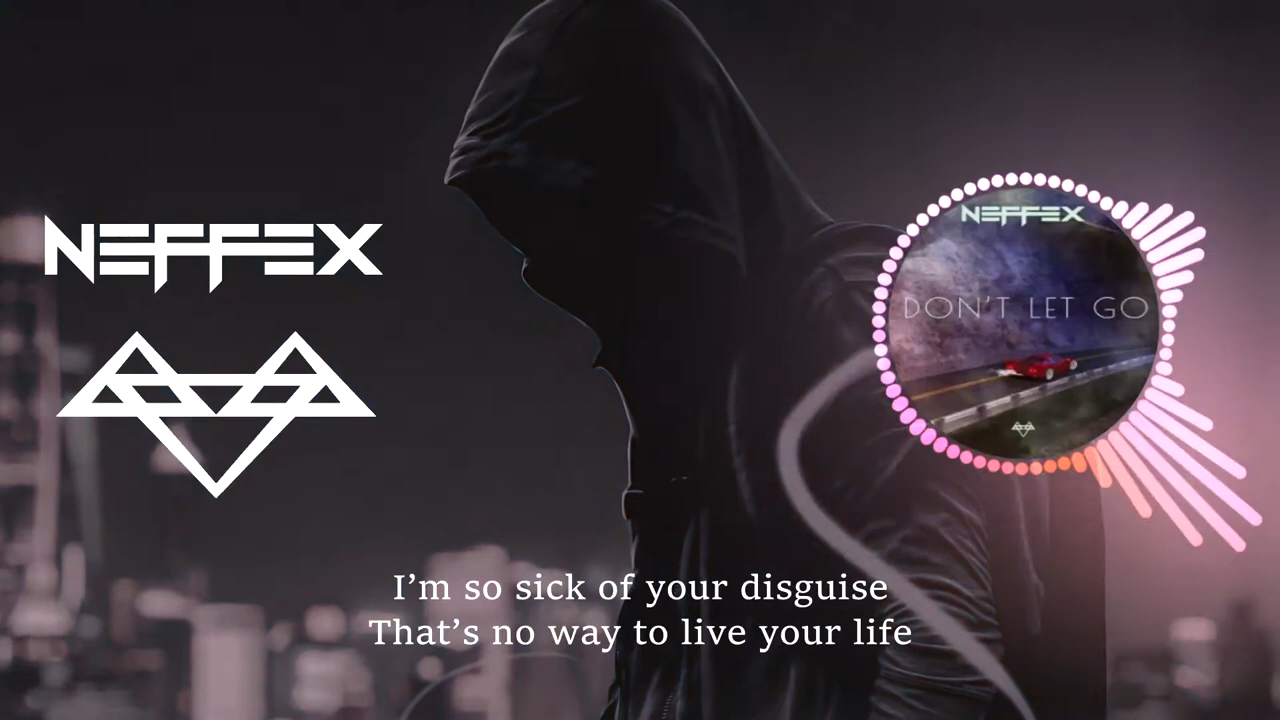 NEFFEX
NEFFEX
DON'T LET GO
I’m so sick of your disguise
That’s no way to live your life